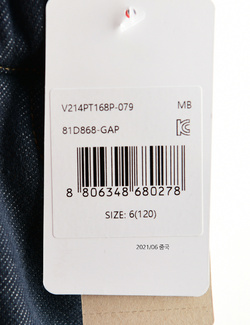 V214PT168P-079 MB
81D868-GAP
8 806348 680278
SIZE: 6(120)
2021/06 중국